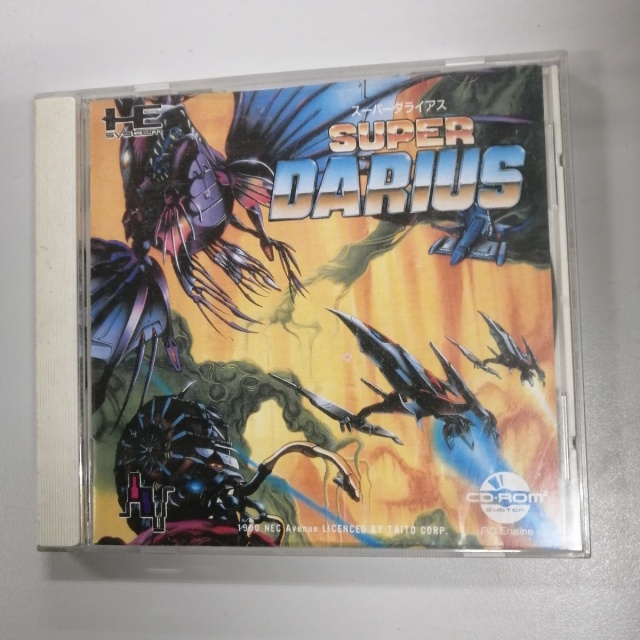 HE
SYSTEM
スーパーダライアス
SUPER
DARIUS
CD-ROM²
SYSTEM
1990 NEC Avenue LICENCED BY TAITO CORP.
PC Engine